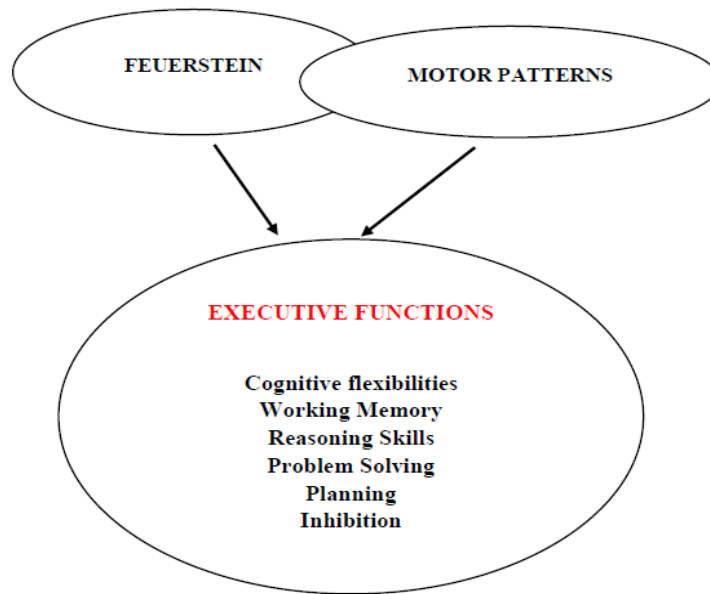 FEUERSTEIN
MOTOR PATTERNS
EXECUTIVE FUNCTIONS
Cognitive flexibilities
Working Memory
Reasoning Skills
Problem Solving
Planning
Inhibition